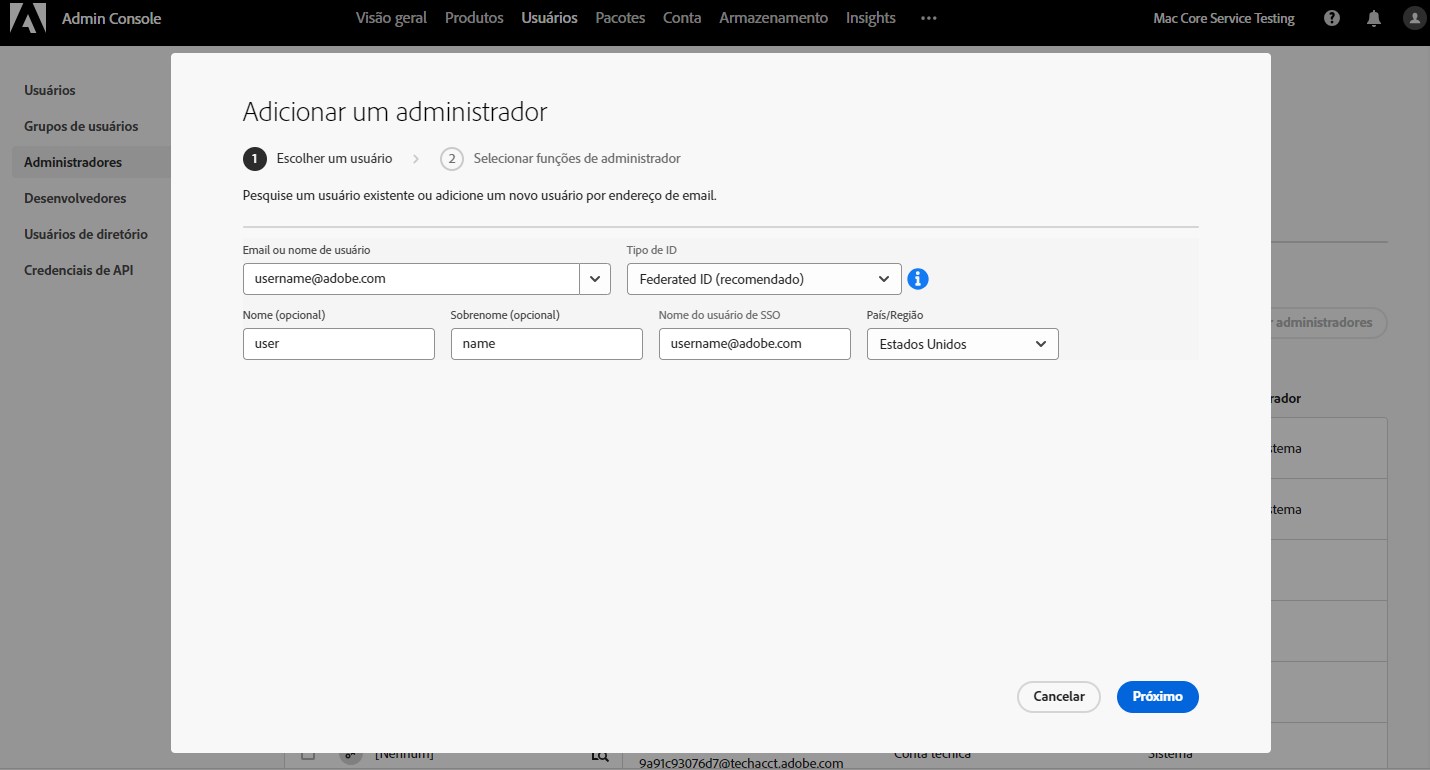 Admin Console
Visão geral Produtos Usuários Pacotes Conta Armazenamento Insights •••
Mac Core Service Testing
Usuários
Grupos de usuários
Administradores
Desenvolvedores
Usuários de diretório
Credenciais de API
Adicionar um administrador
1 Escolher um usuário > 2 Selecionar funções de administrador
Pesquise um usuário existente ou adicione um novo usuário por endereço de email.
Email ou nome de usuário Tipo de ID
username@adobe.com Federated ID (recomendado)
Nome (opcional) Sobrenome (opcional) Nome do usuário de SSO País/Região
user name username@adobe.com Estados Unidos
administradores
Cancelar Próximo
[Nenhum] Conta técnica Sistema
9a91c93076d7@techacct.adobe.com